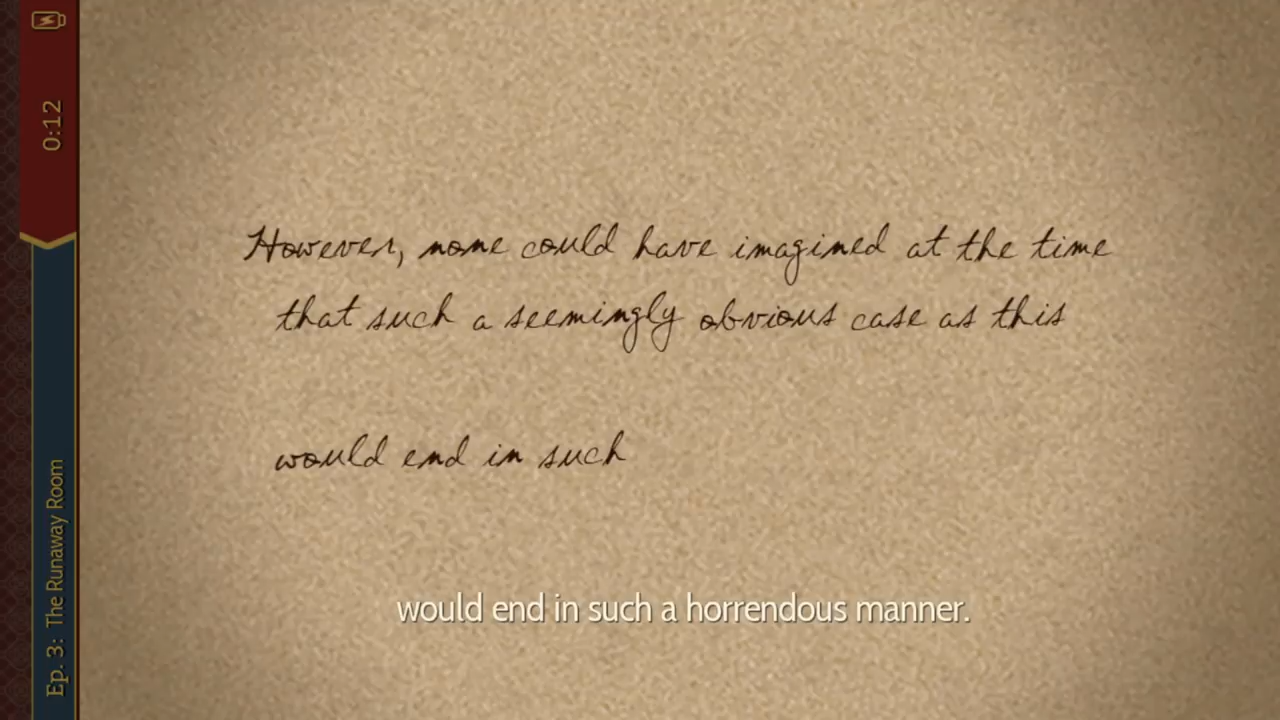 0:12
Ep. 3: The Runaway Room
However, none could have imagined at the time
that such a seemingly obvious case as this
would end in such
would end in such a horrendous manner.